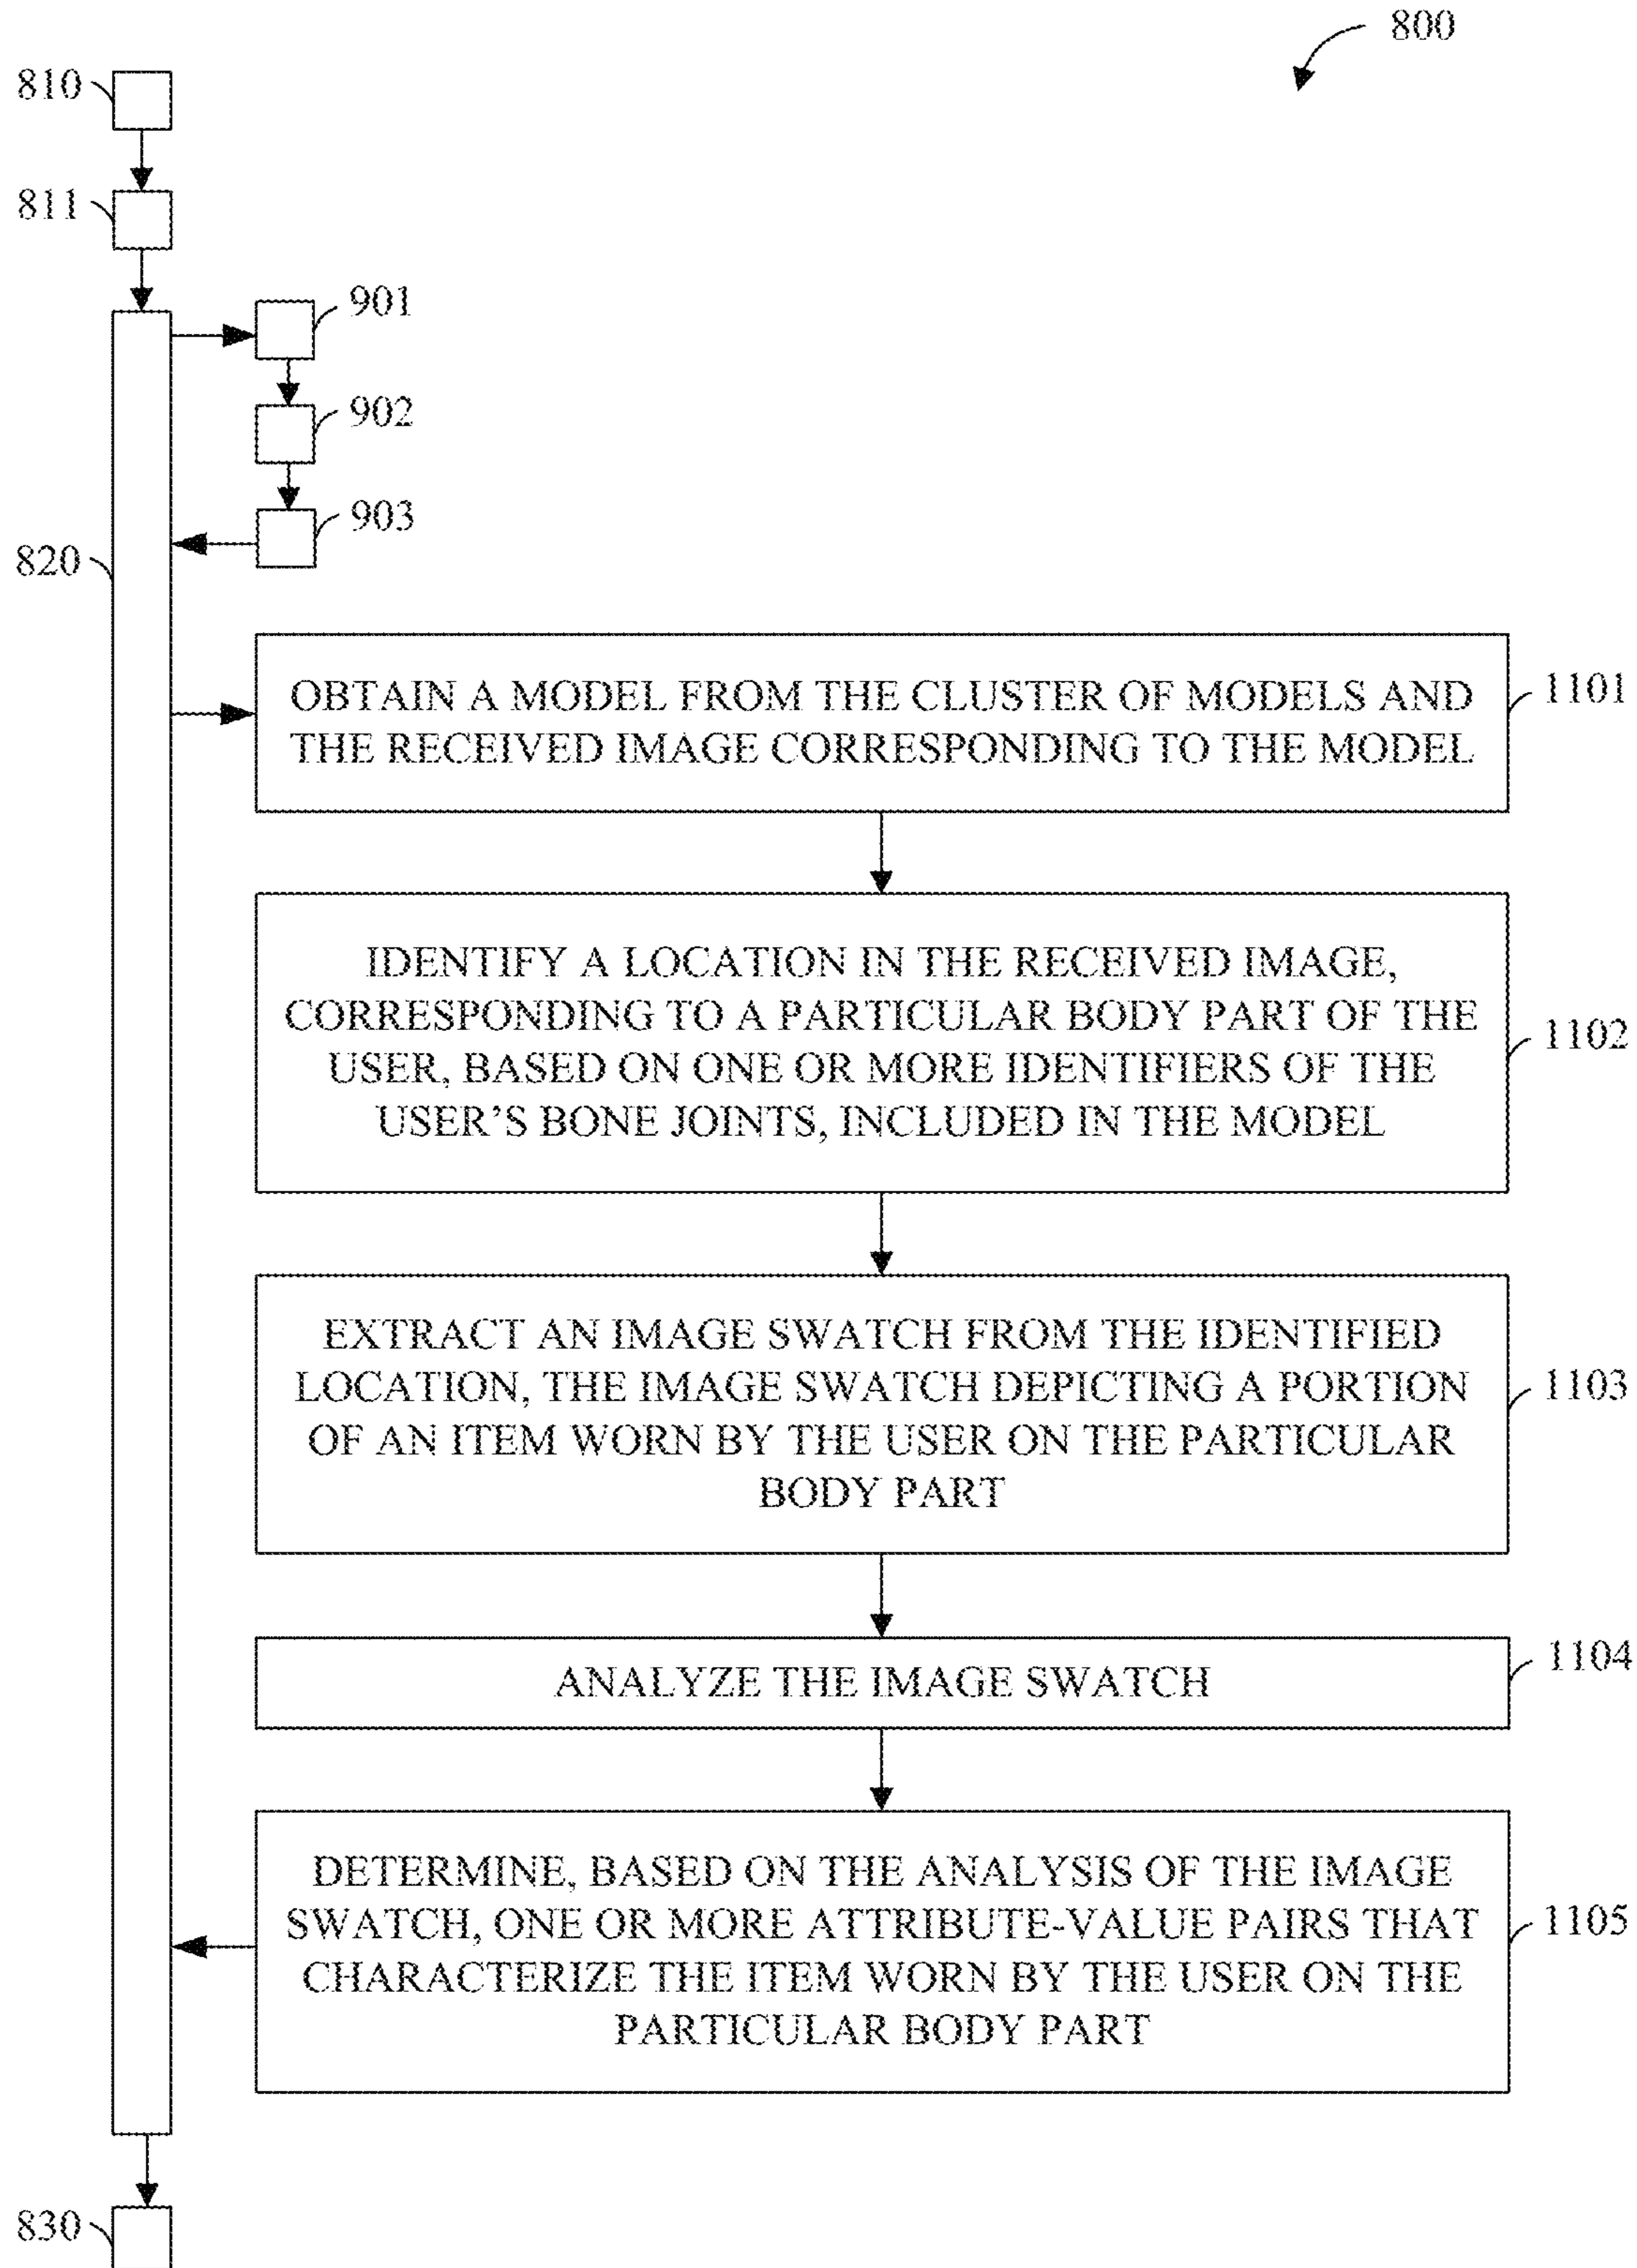 800
810
811
901
902
903
820
OBTAIN A MODEL FROM THE CLUSTER OF MODELS AND
THE RECEIVED IMAGE CORRESPONDING TO THE MODEL
1101
IDENTIFY A LOCATION IN THE RECEIVED IMAGE,
CORRESPONDING TO A PARTICULAR BODY PART OF THE
USER, BASED ON ONE OR MORE IDENTIFIERS OF THE
USER’S BONE JOINTS, INCLUDED IN THE MODEL
1102
EXTRACT AN IMAGE SWATCH FROM THE IDENTIFIED
LOCATION, THE IMAGE SWATCH DEPICTING A PORTION
OF AN ITEM WORN BY THE USER ON THE PARTICULAR
BODY PART
1103
ANALYZE THE IMAGE SWATCH
1104
DETERMINE, BASED ON THE ANALYSIS OF THE IMAGE
SWATCH, ONE OR MORE ATTRIBUTE-VALUE PAIRS THAT
CHARACTERIZE THE ITEM WORN BY THE USER ON THE
PARTICULAR BODY PART
1105
830